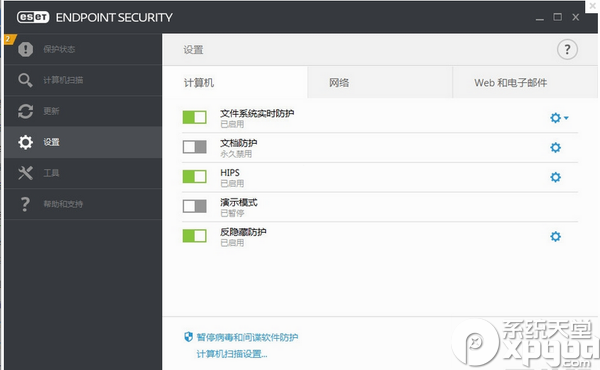 eset ENDPOINT SECURITY
2
保护状态
计算机扫描
更新
设置
工具
帮助和支持
设置
?
计算机
网络
Web 和电子邮件
文件系统实时防护
已启用
文档防护
永久禁用
HIPS
已启用
演示模式
已暂停
反隐藏防护
已启用
暂停病毒和间谍软件防护
计算机扫描设置...
系统天堂